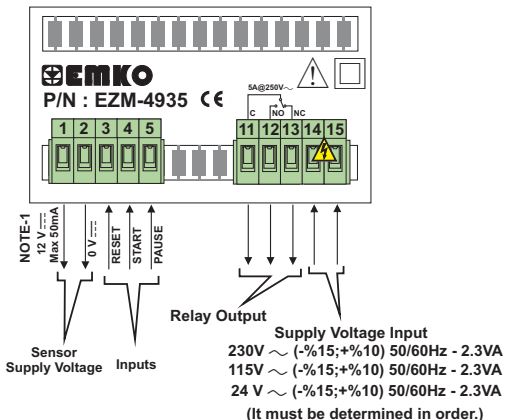 EMKO
P/N : EZM-4935 CE
5A@250V~
C NO NC
1 2 3 4 5
11 12 13 14 15
NOTE-1
12 V
Max 50mA
0 V
RESET
START
PAUSE
Sensor
Supply Voltage
Inputs
Relay Output
Supply Voltage Input
230V ~ (-%15;+%10) 50/60Hz - 2.3VA
115V ~ (-%15;+%10) 50/60Hz - 2.3VA
24 V ~ (-%15;+%10) 50/60Hz - 2.3VA
(It must be determined in order.)